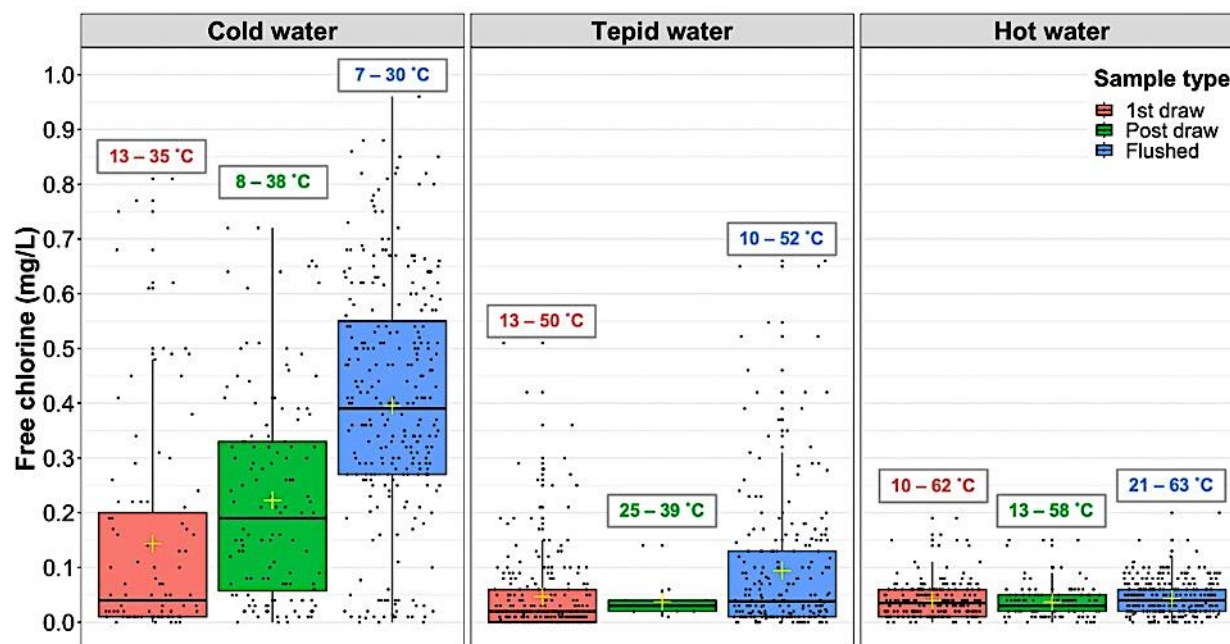 Cold water
Tepid water
Hot water
Free chlorine (mg/L)
1.0
0.9
0.8
0.7
0.6
0.5
0.4
0.3
0.2
0.1
0.0
13 – 35 ˚C
8 – 38 ˚C
7 – 30 ˚C
13 – 50 ˚C
25 – 39 ˚C
10 – 52 ˚C
10 – 62 ˚C
13 – 58 ˚C
21 – 63 ˚C
Sample type
1st draw
Post draw
Flushed